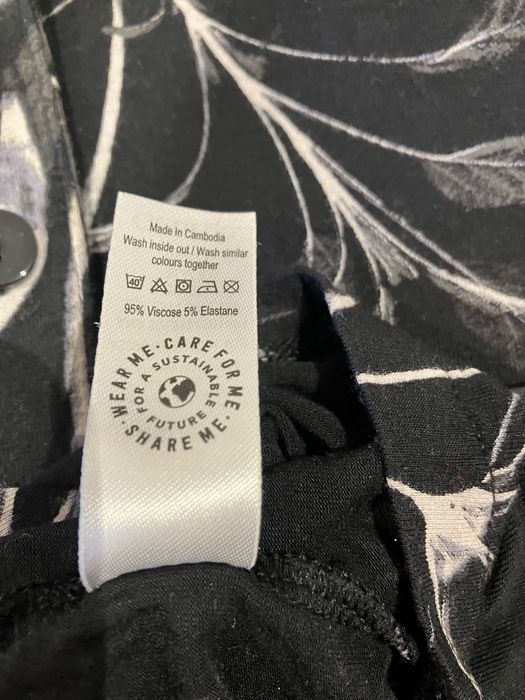 Made in Cambodia
Wash inside out / Wash similar
colours together
40
95% Viscose 5% Elastane
WEAR ME · CARE FOR ME · SHARE ME ·
FOR A SUSTAINABLE FUTURE